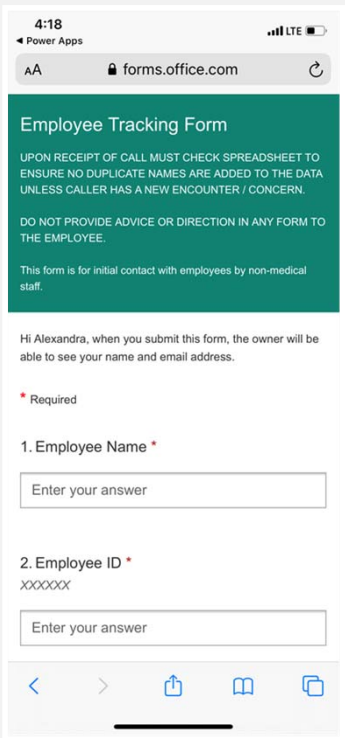 4:18
LTE
◀ Power Apps
AA
forms.office.com
Employee Tracking Form
UPON RECEIPT OF CALL MUST CHECK SPREADSHEET TO
ENSURE NO DUPLICATE NAMES ARE ADDED TO THE DATA
UNLESS CALLER HAS A NEW ENCOUNTER / CONCERN.
DO NOT PROVIDE ADVICE OR DIRECTION IN ANY FORM TO
THE EMPLOYEE.
This form is for initial contact with employees by non-medical
staff.
Hi Alexandra, when you submit this form, the owner will be
able to see your name and email address.
* Required
1. Employee Name *
Enter your answer
2. Employee ID *
XXXXXX
Enter your answer